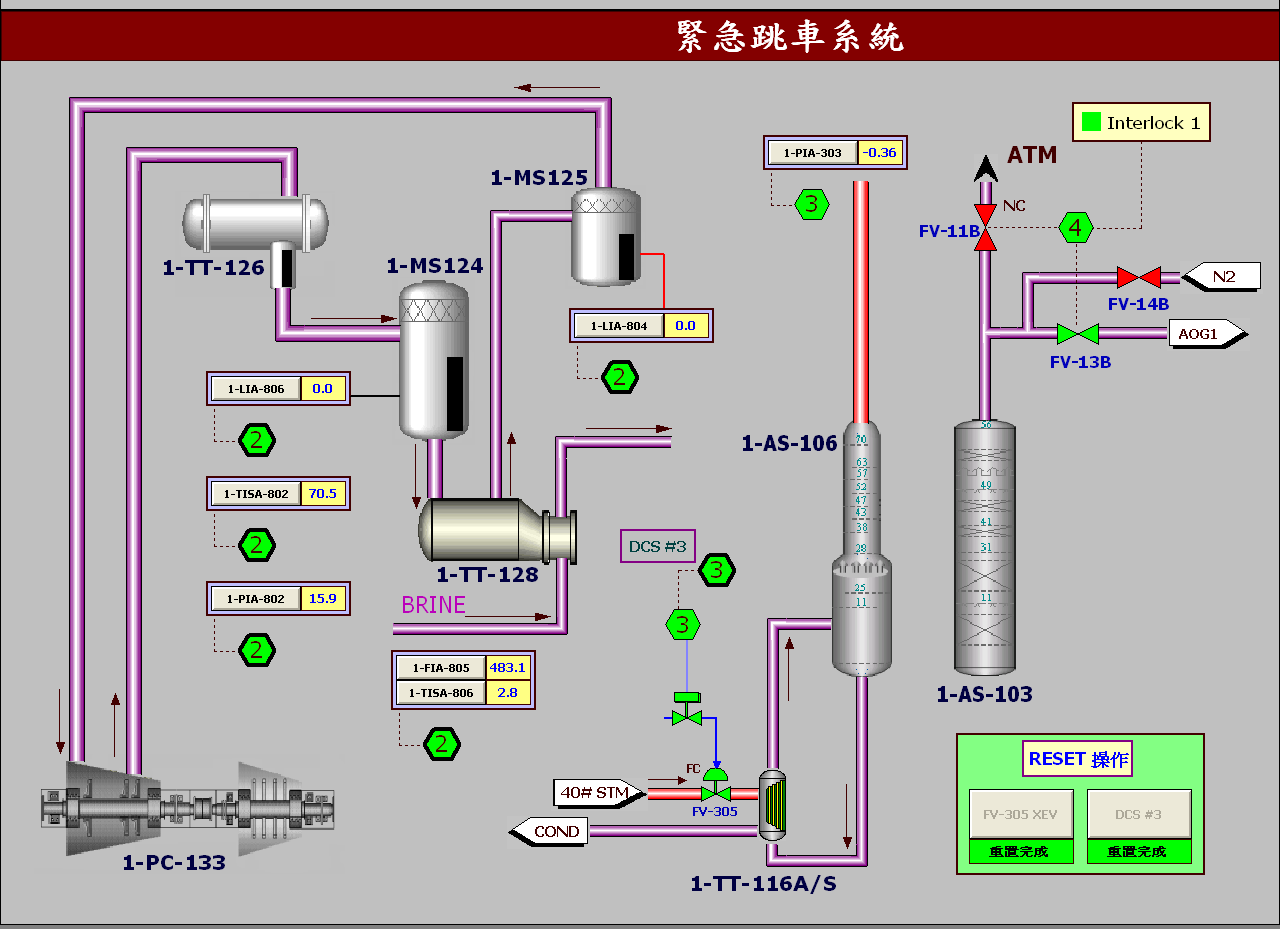 緊急跳車系統
Interlock 1
ATM
1-PIA-303
-0.36
1-MS125
3
NC
FV-11B
4
1-TT-126
1-MS124
N2
FV-14B
1-LIA-804
0.0
AOG1
FV-13B
2
1-LIA-806
0.0
2
1-AS-106
70
63
57
52
47
43
38
28
25
11
56
49
41
31
11
1-TISA-802
70.5
2
DCS #3
3
1-TT-128
1-PIA-802
15.9
BRINE
3
2
1-FIA-805
483.1
1-TISA-806
2.8
2
1-AS-103
RESET 操作
FC
40# STM
FV-305
FV-305 XEV
DCS #3
COND
重置完成
重置完成
1-PC-133
1-TT-116A/S